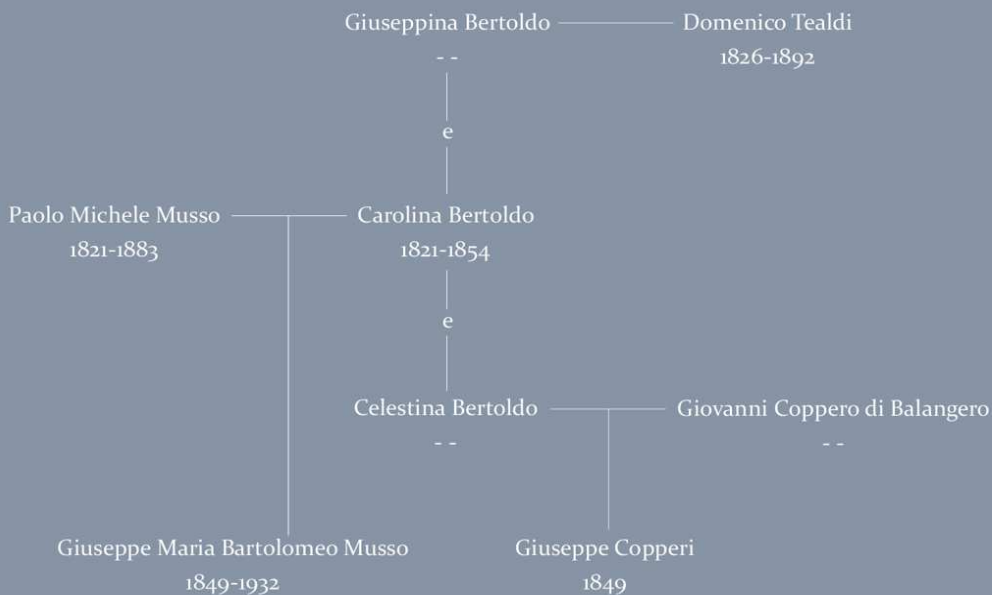 Giuseppina Bertoldo Domenico Tealdi
- - 1826-1892
e
Paolo Michele Musso Carolina Bertoldo
1821-1883 1821-1854
e
Celestina Bertoldo Giovanni Coppero di Balangero
- - - -
Giuseppe Maria Bartolomeo Musso Giuseppe Copperi
1849-1932 1849